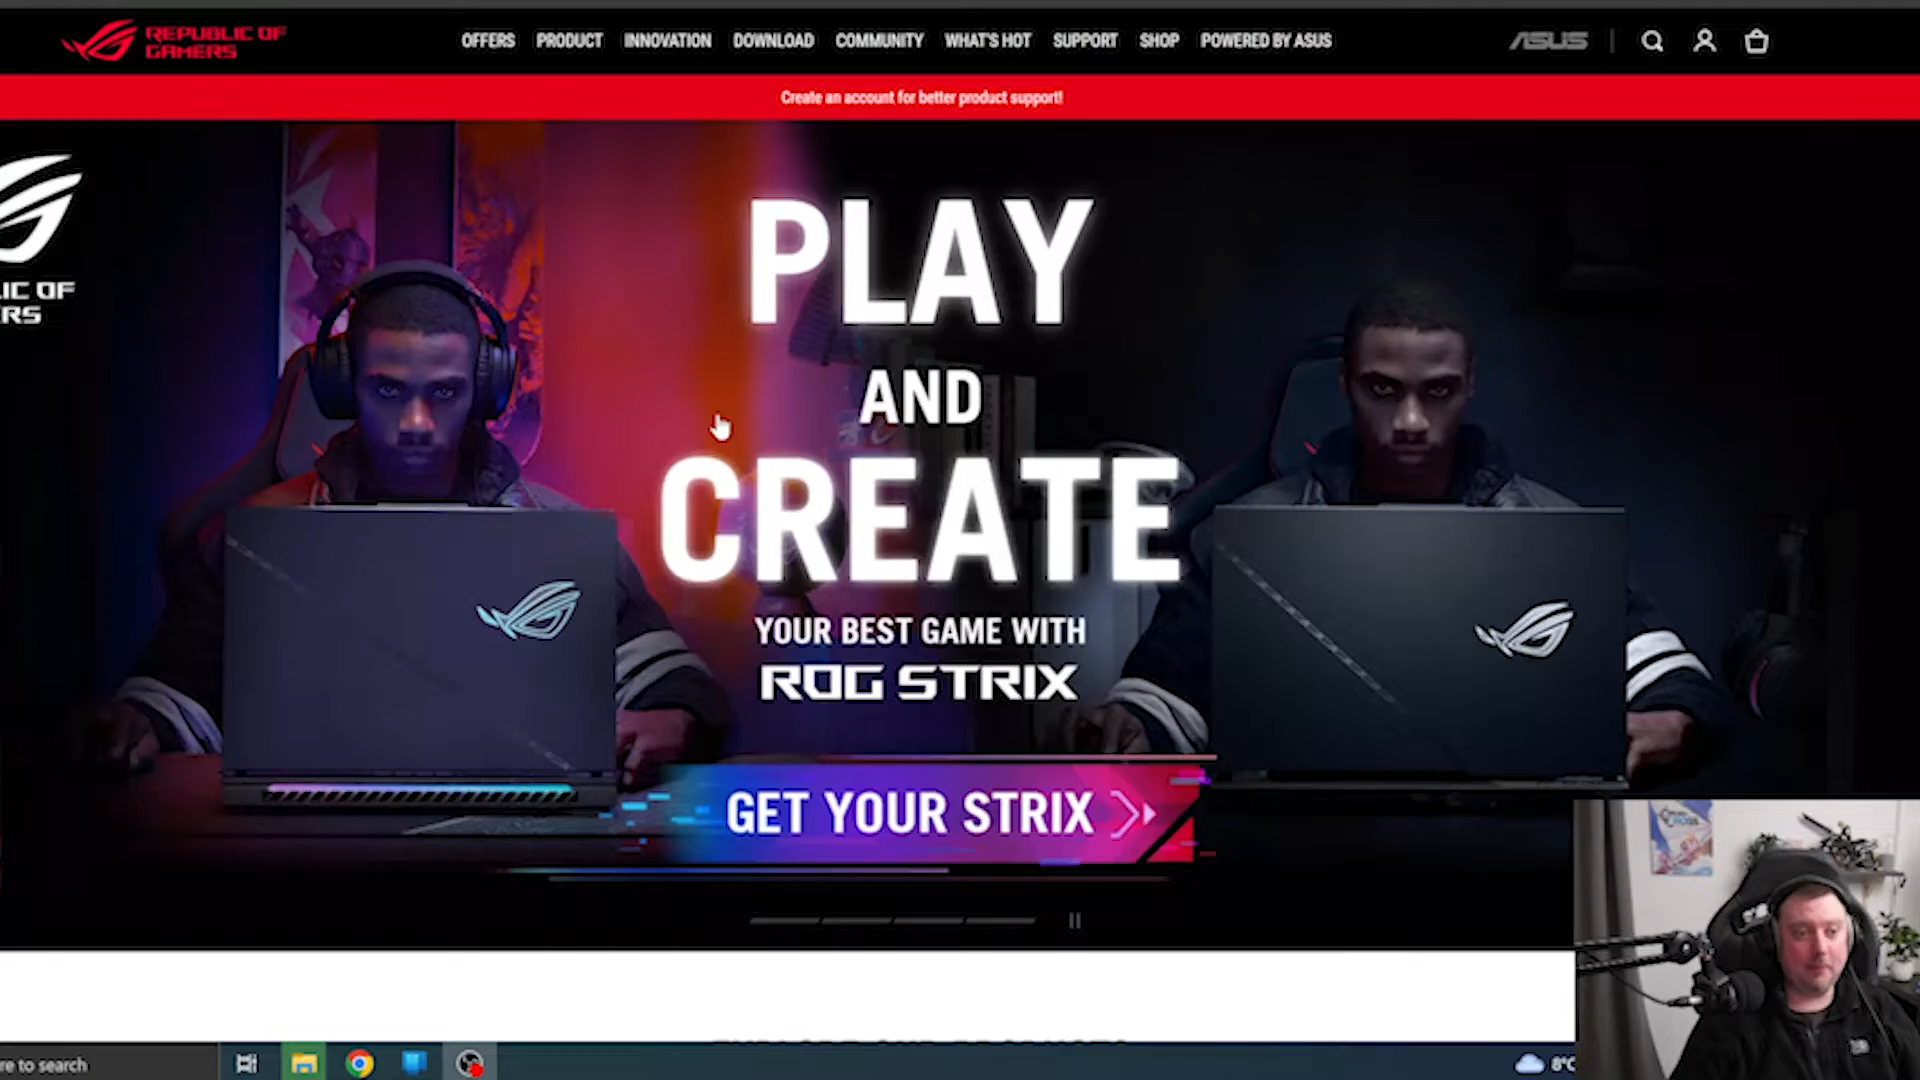 REPUBLIC OF
GAMERS
OFFERS PRODUCT INNOVATION DOWNLOAD COMMUNITY WHAT'S HOT SUPPORT SHOP POWERED BY ASUS
ASUS
Create an account for better product support!
IC OF
RS
PLAY
AND
CREATE
YOUR BEST GAME WITH
ROG STRIX
GET YOUR STRIX
re to search
8°C